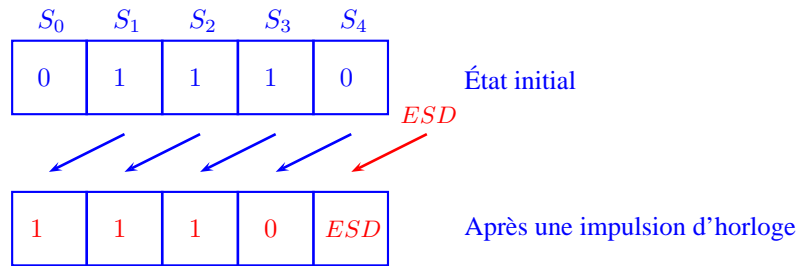 S₀ S₁ S₂ S₃ S₄
0 1 1 1 0 État initial
ESD
1 1 1 0 ESD Après une impulsion d'horloge